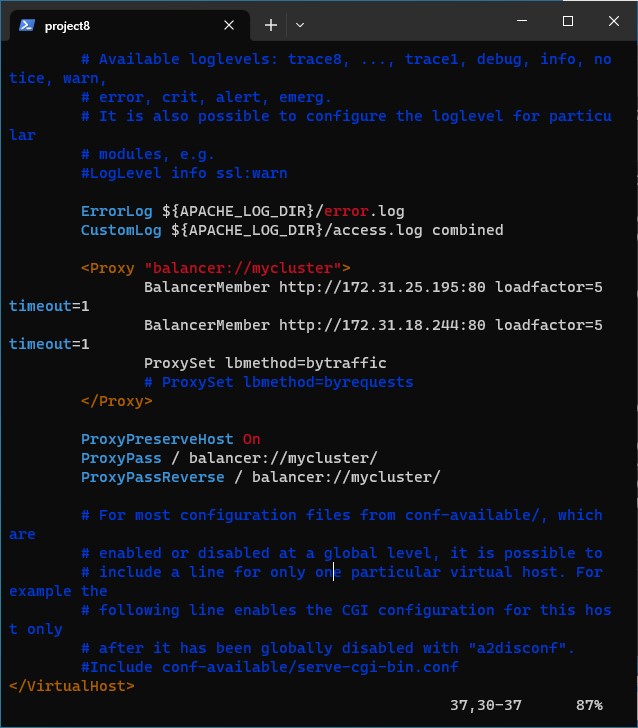 project8
# Available loglevels: trace8, ..., trace1, debug, info, no
tice, warn,
# error, crit, alert, emerg.
# It is also possible to configure the loglevel for particu
lar
# modules, e.g.
#LogLevel info ssl:warn
ErrorLog ${APACHE_LOG_DIR}/error.log
CustomLog ${APACHE_LOG_DIR}/access.log combined
<Proxy "balancer://mycluster">
BalancerMember http://172.31.25.195:80 loadfactor=5
timeout=1
BalancerMember http://172.31.18.244:80 loadfactor=5
timeout=1
ProxySet lbmethod=bytraffic
# ProxySet lbmethod=byrequests
</Proxy>
ProxyPreserveHost On
ProxyPass / balancer://mycluster/
ProxyPassReverse / balancer://mycluster/
# For most configuration files from conf-available/, which
are
# enabled or disabled at a global level, it is possible to
# include a line for only one particular virtual host. For
example the
# following line enables the CGI configuration for this hos
t only
# after it has been globally disabled with "a2disconf".
#Include conf-available/serve-cgi-bin.conf
</VirtualHost>
37,30-37 87%